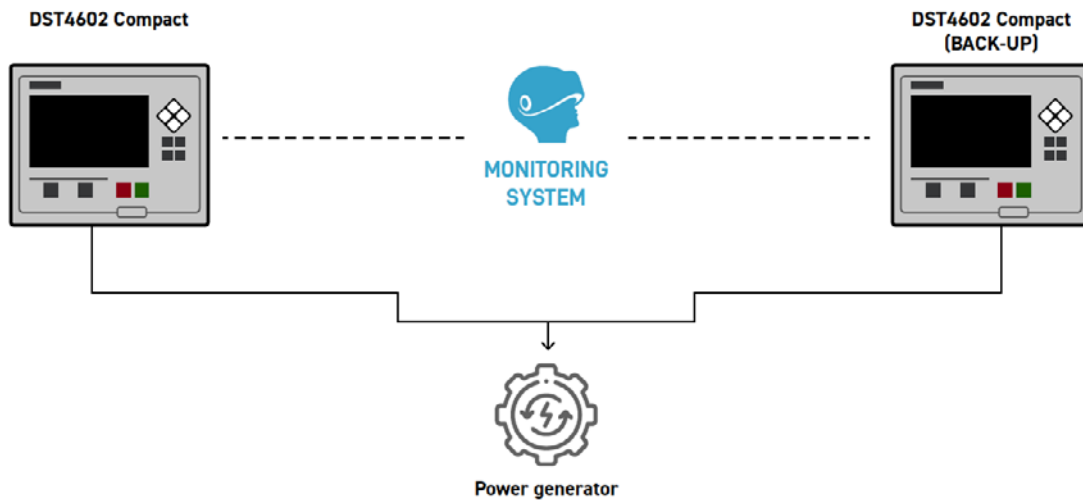 DST4602 Compact
DST4602 Compact
(BACK-UP)
MONITORING
SYSTEM
Power generator